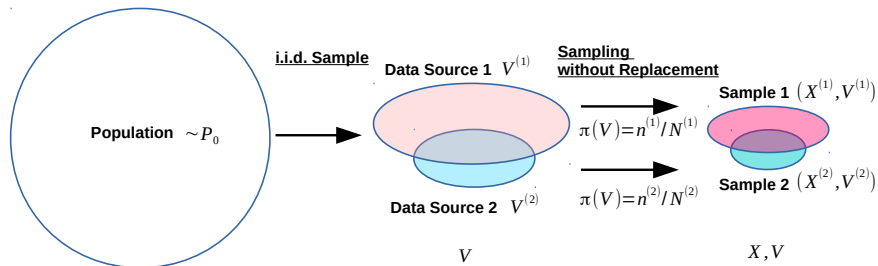 Population ~P₀
i.i.d. Sample
Data Source 1 V⁽¹⁾
Data Source 2 V⁽²⁾
V
Sampling
without Replacement
π(V)=n⁽¹⁾/N⁽¹⁾
π(V)=n⁽²⁾/N⁽²⁾
Sample 1 (X⁽¹⁾,V⁽¹⁾)
Sample 2 (X⁽²⁾,V⁽²⁾)
X,V